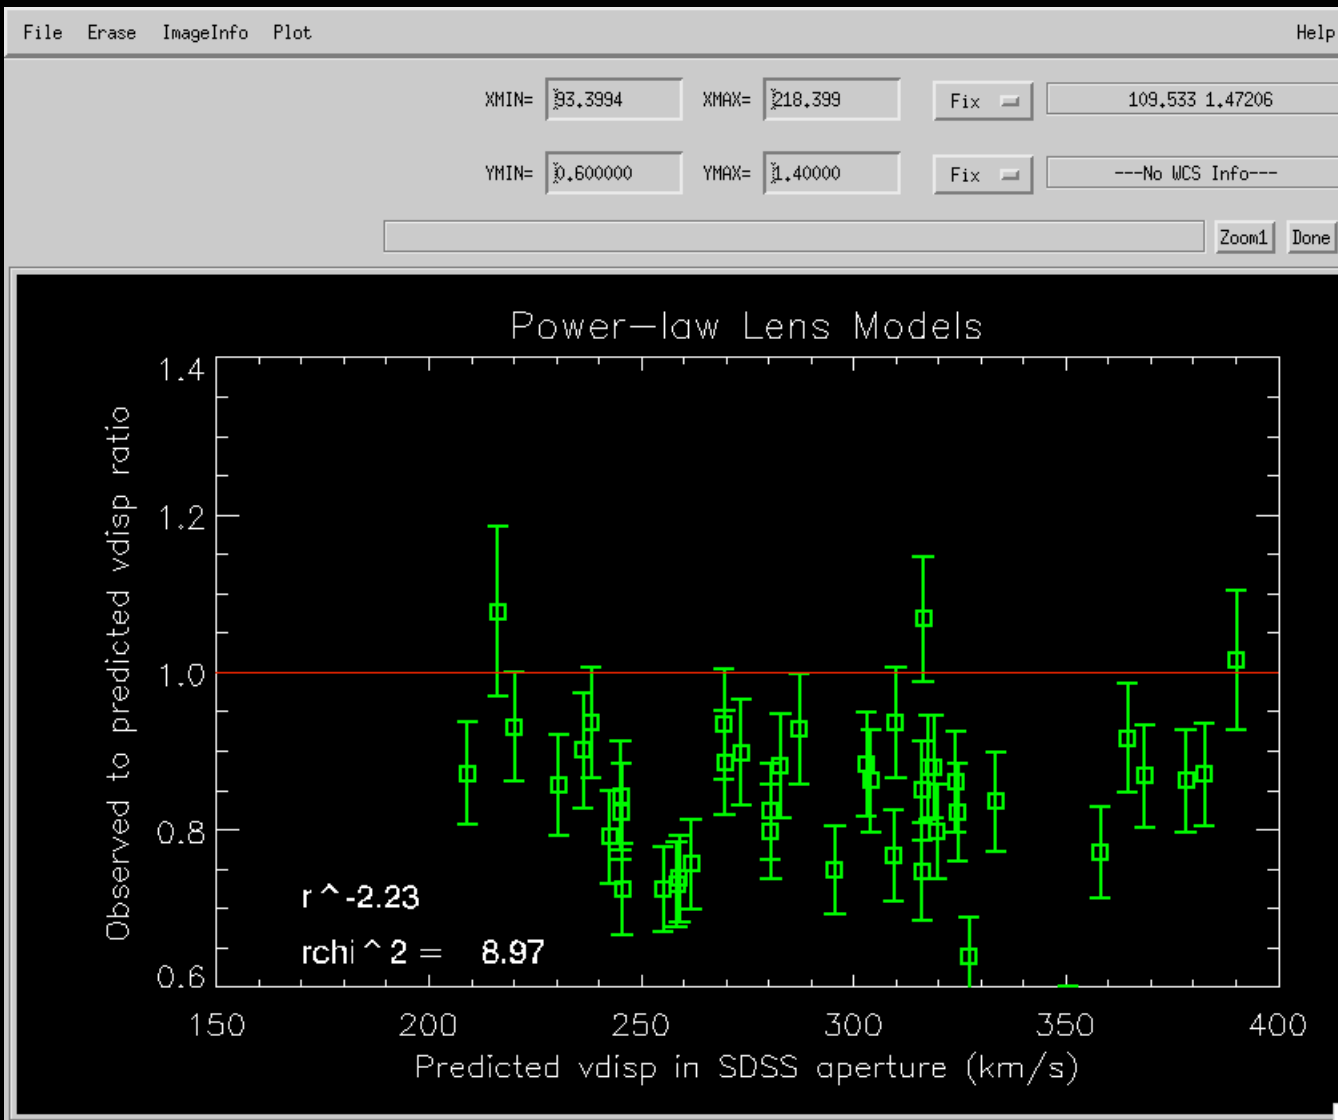 File Erase ImageInfo Plot Help
XMIN= 93.3994 XMAX= 218.399 Fix 109.533 1.47206
YMIN= 0.600000 YMAX= 1.40000 Fix ---No WCS Info---
Zoom1 Done
Power-law Lens Models
Observed to predicted vdisp ratio
1.4
1.2
1.0
0.8
0.6
r^-2.23
rchi^2 = 8.97
150 200 250 300 350 400
Predicted vdisp in SDSS aperture (km/s)